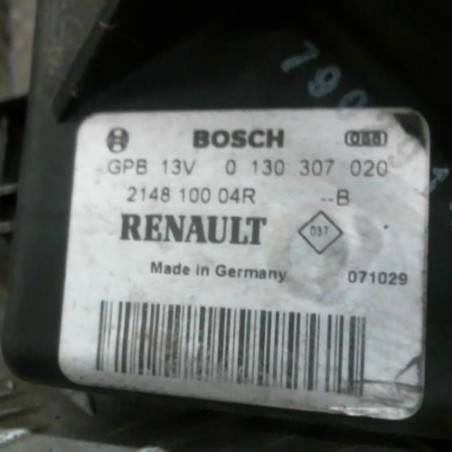 BOSCH
GPB 13V 0 130 307 020
2148 100 04R --B
RENAULT
037
Made in Germany 071029